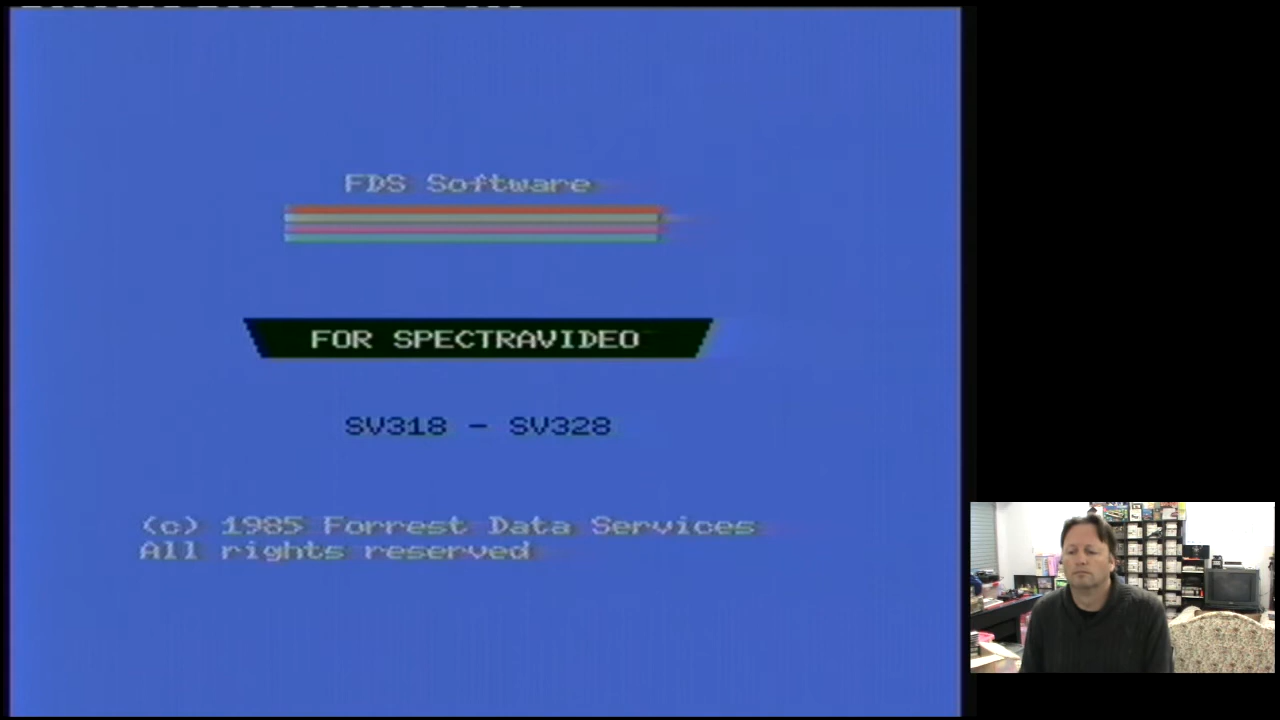 FDS Software
FOR SPECTRAVIDEO
SV318 - SV328
(c) 1985 Forrest Data Services
All rights reserved